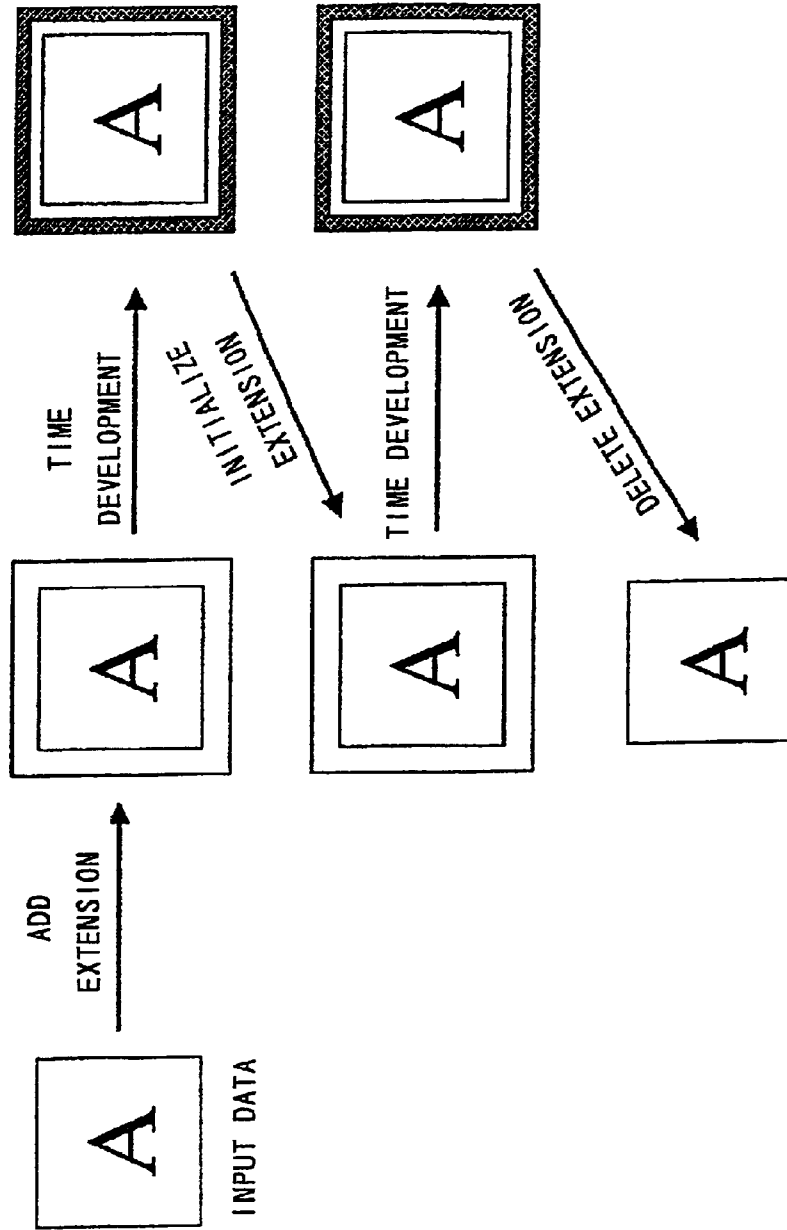 A
ADD
EXTENSION
A
TIME
DEVELOPMENT
A
INPUT DATA
INITIALIZE
EXTENSION
A
TIME DEVELOPMENT
A
DELETE EXTENSION
A